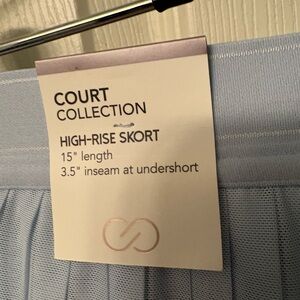 COURT
COLLECTION
HIGH-RISE SKORT
15" length
3.5" inseam at undershort